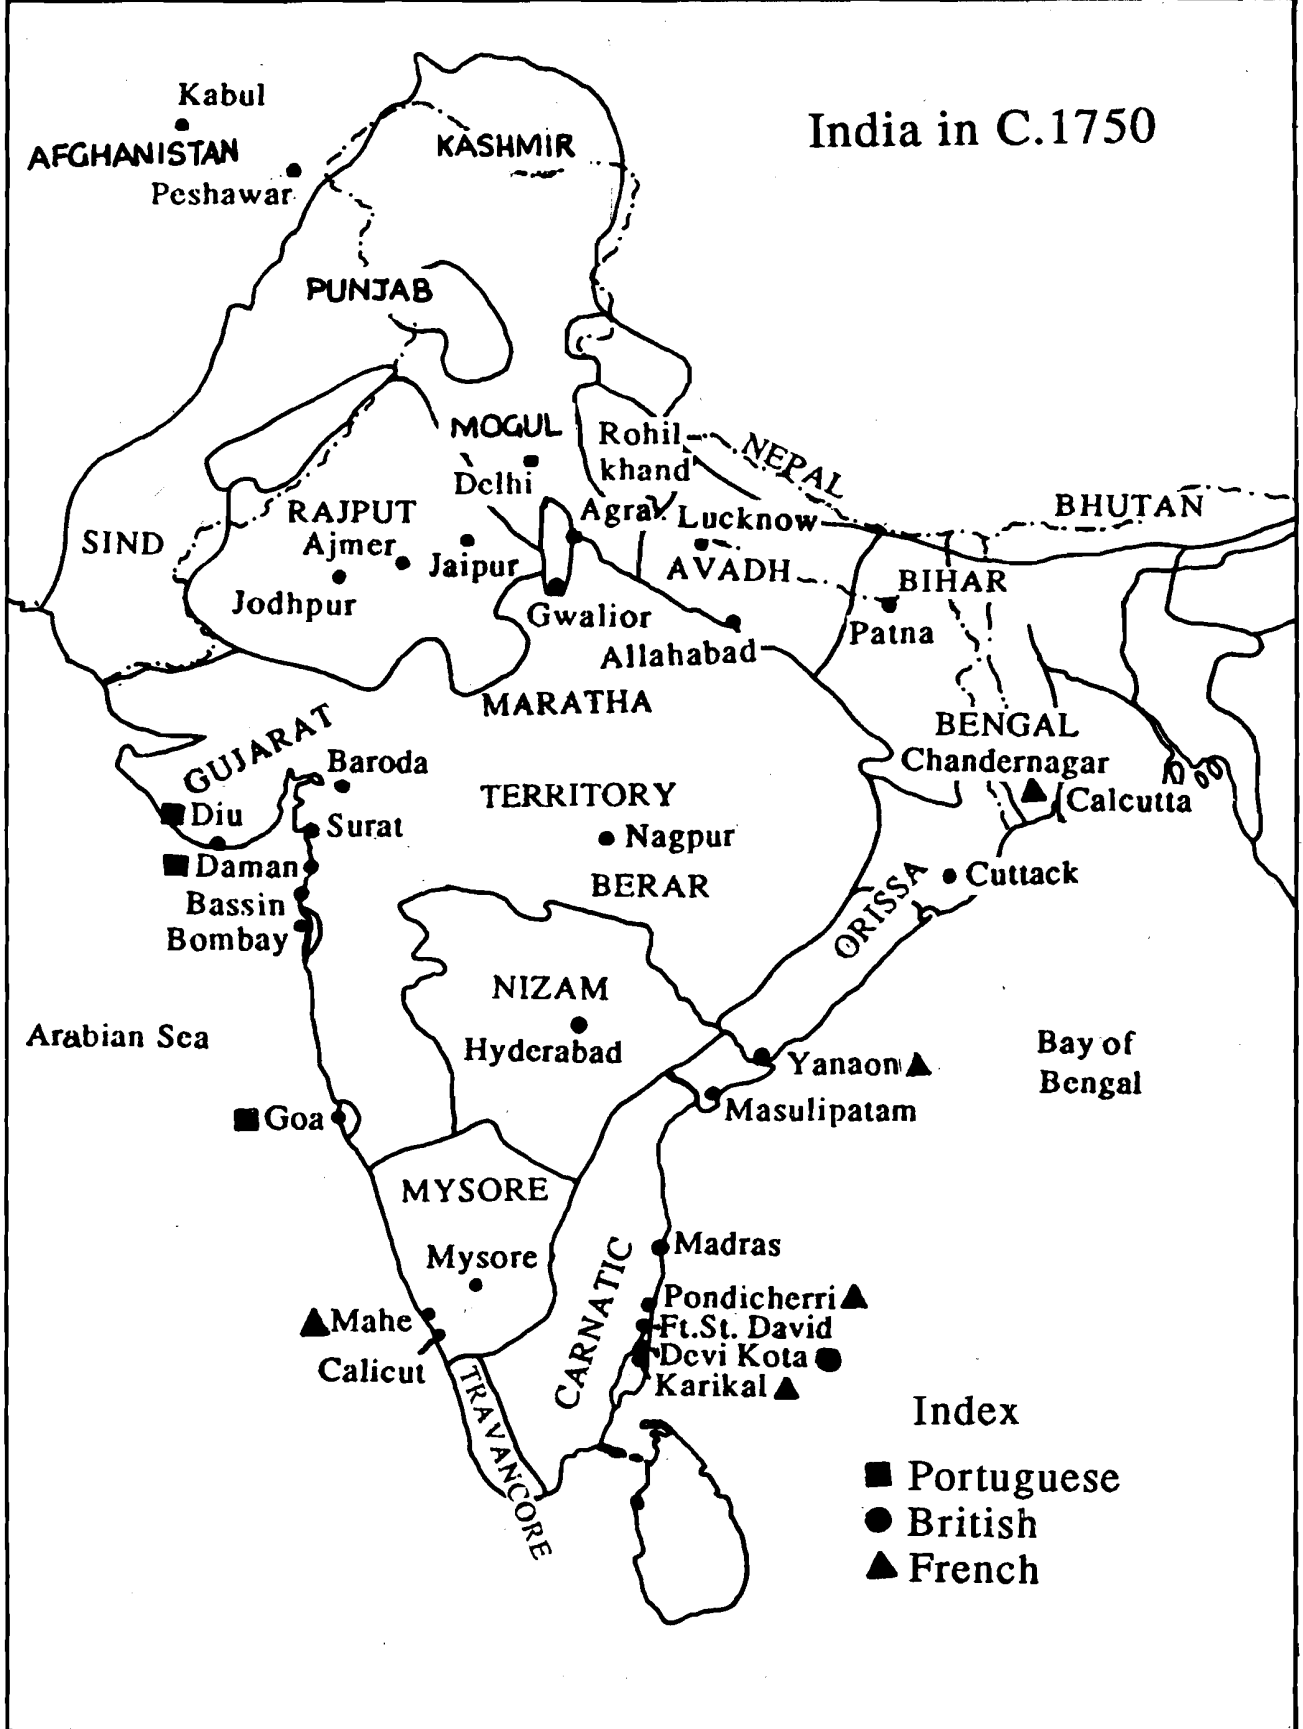 India in C.1750
Kabul
AFGHANISTAN
Peshawar
KASHMIR
PUNJAB
MOGUL
Delhi
Rohil
khand
NEPAL
BHUTAN
SIND
RAJPUT
Ajmer
Jodhpur
Jaipur
Agra
Lucknow
AVADH
BIHAR
Patna
Gwalior
Allahabad
MARATHA
TERRITORY
GUJARAT
Baroda
Diu
Surat
Daman
Bassin
Bombay
Nagpur
BERAR
BENGAL
Chandernagar
Calcutta
Cuttack
ORISSA
NIZAM
Hyderabad
Arabian Sea
Bay of
Bengal
Yanaon
Masulipatam
Goa
MYSORE
Mysore
CARNATIC
Madras
Pondicherri
Ft.St. David
Devi Kota
Karikal
Mahe
Calicut
TRAVANCORE
Index
Portuguese
British
French